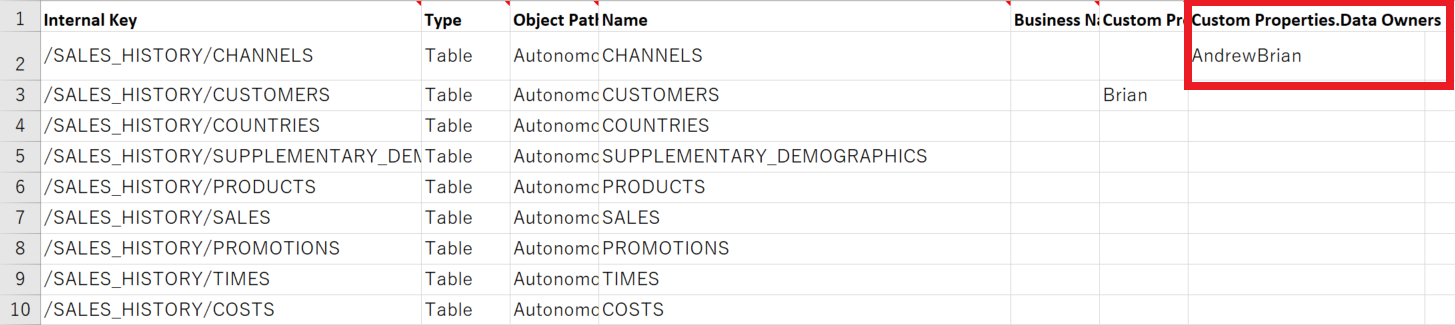 1 Internal Key Type Object Path Name Business Na Custom Pr Custom Properties.Data Owners
2 /SALES_HISTORY/CHANNELS Table Autonomo CHANNELS AndrewBrian
3 /SALES_HISTORY/CUSTOMERS Table Autonomo CUSTOMERS Brian
4 /SALES_HISTORY/COUNTRIES Table Autonomo COUNTRIES
5 /SALES_HISTORY/SUPPLEMENTARY_DEM Table Autonomo SUPPLEMENTARY_DEMOGRAPHICS
6 /SALES_HISTORY/PRODUCTS Table Autonomo PRODUCTS
7 /SALES_HISTORY/SALES Table Autonomo SALES
8 /SALES_HISTORY/PROMOTIONS Table Autonomo PROMOTIONS
9 /SALES_HISTORY/TIMES Table Autonomo TIMES
10 /SALES_HISTORY/COSTS Table Autonomo COSTS